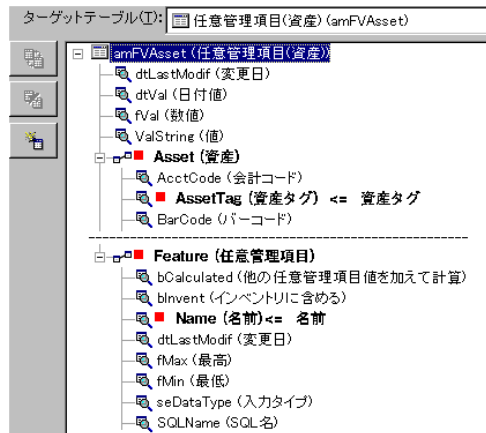 ターゲットテーブル(T): 任意管理項目(資産) (amFVAsset)
amFVAsset (任意管理項目(資産))
dtLastModif (変更日)
dtVal (日付値)
fVal (数値)
ValString (値)
Asset (資産)
AcctCode (会計コード)
AssetTag (資産タグ) <= 資産タグ
BarCode (バーコード)
Feature (任意管理項目)
bCalculated (他の任意管理項目値を加えて計算)
bInvent (インベントリに含める)
Name (名前)<= 名前
dtLastModif (変更日)
fMax (最高)
fMin (最低)
seDataType (入力タイプ)
SQLName (SQL名)